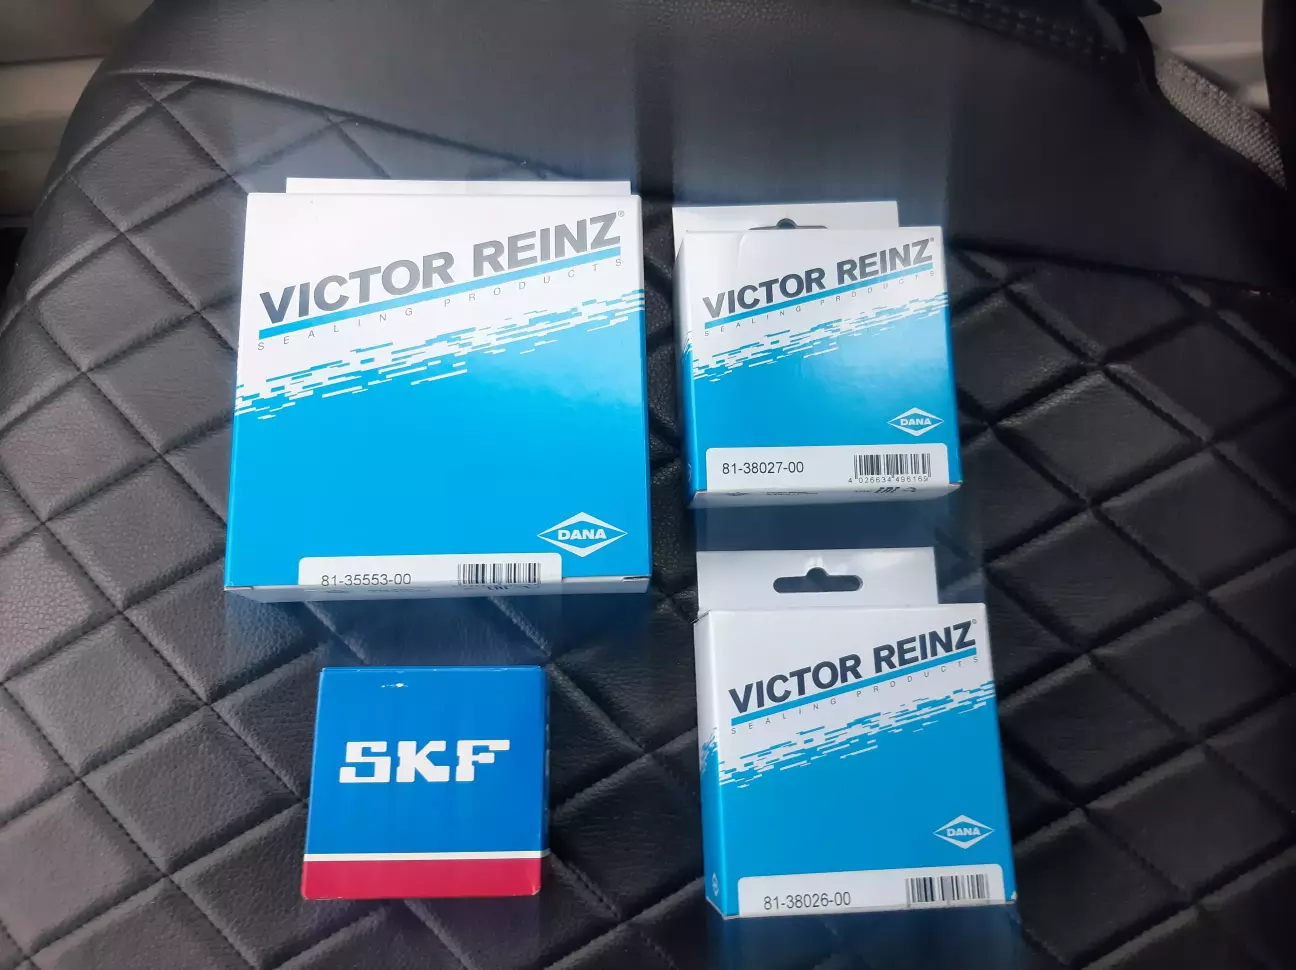 VICTOR REINZ®
SEALING PRODUCTS
DANA
81-35553-00
VICTOR REINZ®
SEALING PRODUCTS
DANA
81-38027-00
4 026634 496169
SKF
VICTOR REINZ®
SEALING PRODUCTS
DANA
81-38026-00